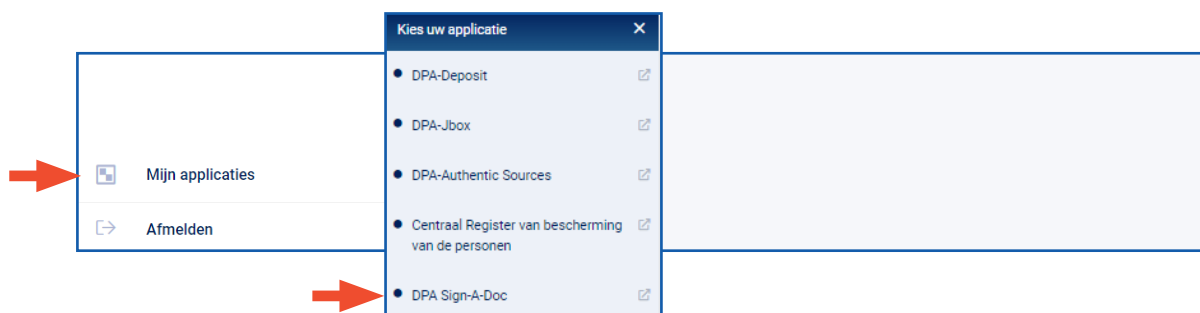 Kies uw applicatie
DPA-Deposit
DPA-Jbox
Mijn applicaties
DPA-Authentic Sources
Afmelden
Centraal Register van bescherming
van de personen
DPA Sign-A-Doc